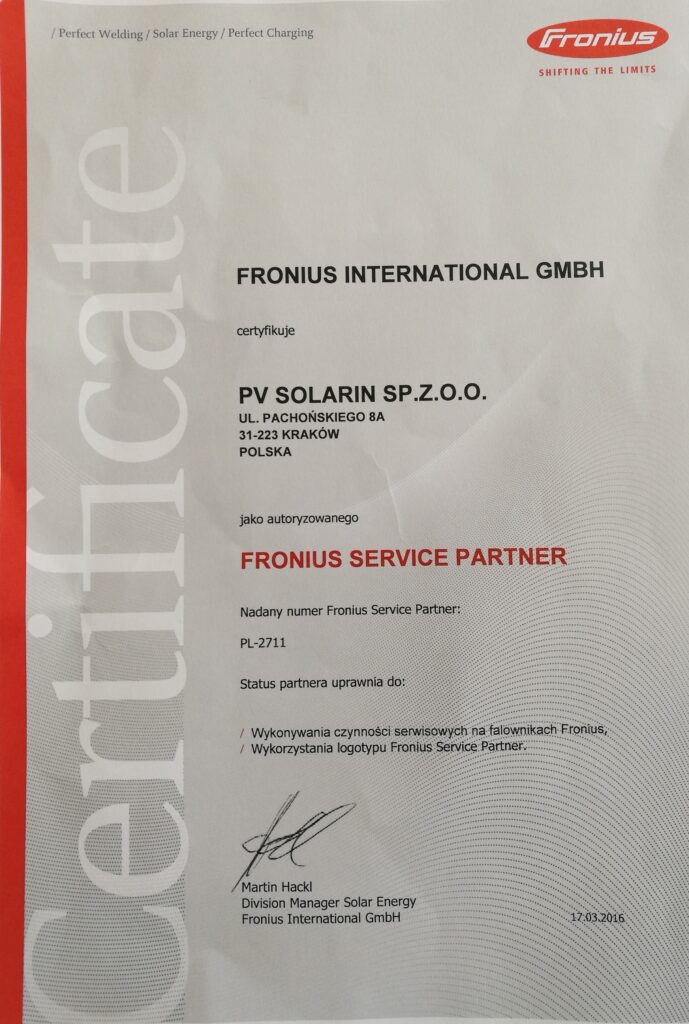 / Perfect Welding / Solar Energy / Perfect Charging
Fronius
SHIFTING THE LIMITS
Certificate
FRONIUS INTERNATIONAL GMBH
certyfikuje
PV SOLARIN SP.Z.O.O.
UL. PACHOŃSKIEGO 8A
31-223 KRAKÓW
POLSKA
jako autoryzowanego
FRONIUS SERVICE PARTNER
Nadany numer Fronius Service Partner:
PL-2711
Status partnera uprawnia do:
/ Wykonywania czynności serwisowych na falownikach Fronius,
/ Wykorzystania logotypu Fronius Service Partner.
Martin Hackl
Division Manager Solar Energy
Fronius International GmbH
17.03.2016